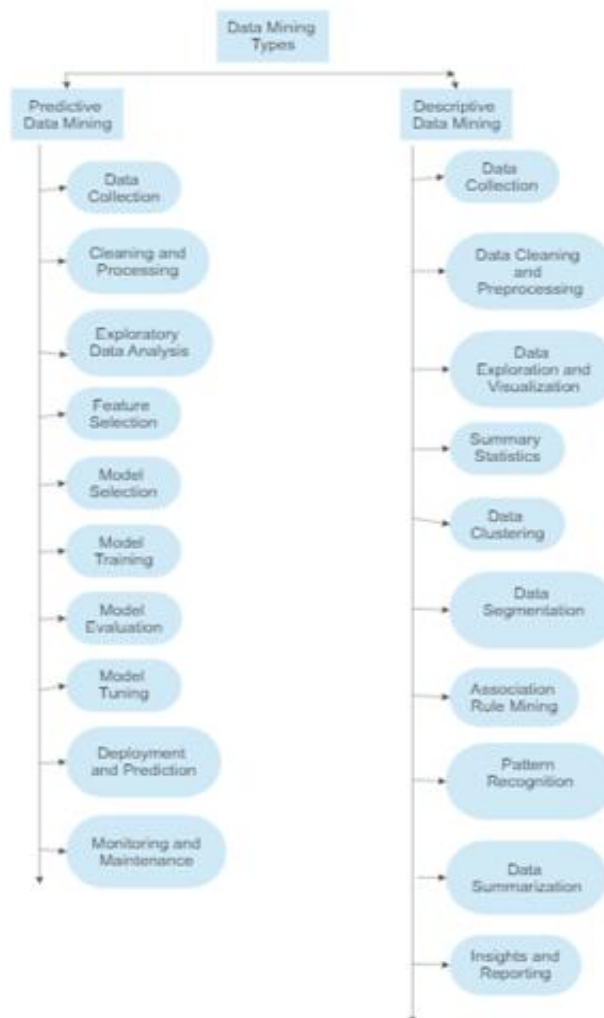 Data Mining
Types
Predictive
Data Mining
Data
Collection
Cleaning and
Processing
Exploratory
Data Analysis
Feature
Selection
Model
Selection
Model
Training
Model
Evaluation
Model
Tuning
Deployment
and Prediction
Monitoring and
Maintenance
Descriptive
Data Mining
Data
Collection
Data Cleaning
and
Preprocessing
Data
Exploration and
Visualization
Summary
Statistics
Data
Clustering
Data
Segmentation
Association
Rule Mining
Pattern
Recognition
Data
Summarization
Insights and
Reporting